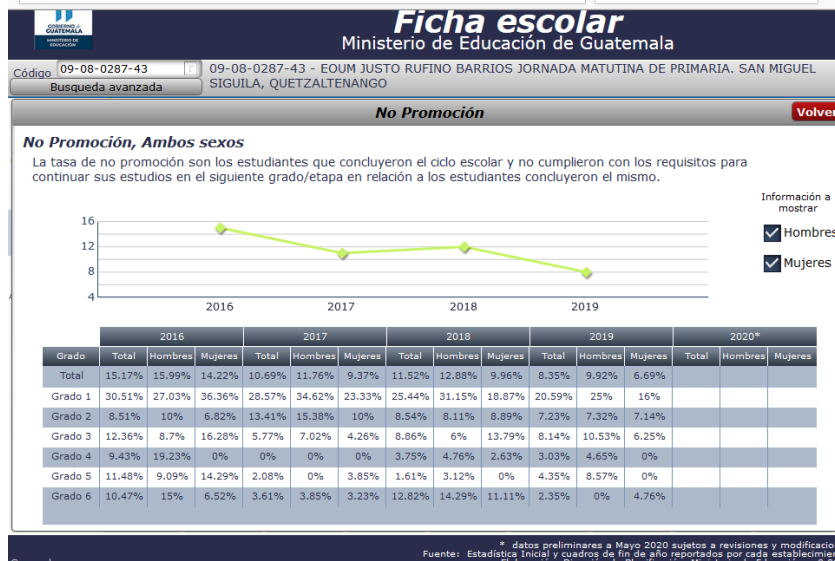 GOBIERNO de
GUATEMALA
MINISTERIO DE
EDUCACIÓN
Ficha escolar
Ministerio de Educación de Guatemala
Código 09-08-0287-43
Busqueda avanzada
09-08-0287-43 - EOUM JUSTO RUFINO BARRIOS JORNADA MATUTINA DE PRIMARIA. SAN MIGUEL
SIGUILA, QUETZALTENANGO
No Promoción
Volver
No Promoción, Ambos sexos
La tasa de no promoción son los estudiantes que concluyeron el ciclo escolar y no cumplieron con los requisitos para
continuar sus estudios en el siguiente grado/etapa en relación a los estudiantes concluyeron el mismo.
Información a
mostrar
Hombres
Mujeres
16
12
8
4
2016 2017 2018 2019
2016 2017 2018 2019 2020*
Grado Total Hombres Mujeres Total Hombres Mujeres Total Hombres Mujeres Total Hombres Mujeres Total Hombres Mujeres
Total 15.17% 15.99% 14.22% 10.69% 11.76% 9.37% 11.52% 12.88% 9.96% 8.35% 9.92% 6.69%
Grado 1 30.51% 27.03% 36.36% 28.57% 34.62% 23.33% 25.44% 31.15% 18.87% 20.59% 25% 16%
Grado 2 8.51% 10% 6.82% 13.41% 15.38% 10% 8.54% 8.11% 8.89% 7.23% 7.32% 7.14%
Grado 3 12.36% 8.7% 16.28% 5.77% 7.02% 4.26% 8.86% 6% 13.79% 8.14% 10.53% 6.25%
Grado 4 9.43% 19.23% 0% 0% 0% 0% 3.75% 4.76% 2.63% 3.03% 4.65% 0%
Grado 5 11.48% 9.09% 14.29% 2.08% 0% 3.85% 1.61% 3.12% 0% 4.35% 8.57% 0%
Grado 6 10.47% 15% 6.52% 3.61% 3.85% 3.23% 12.82% 14.29% 11.11% 2.35% 0% 4.76%
* datos preliminares a Mayo 2020 sujetos a revisiones y modificacio
Fuente: Estadística Inicial y cuadros de fin de año reportados por cada establecimien